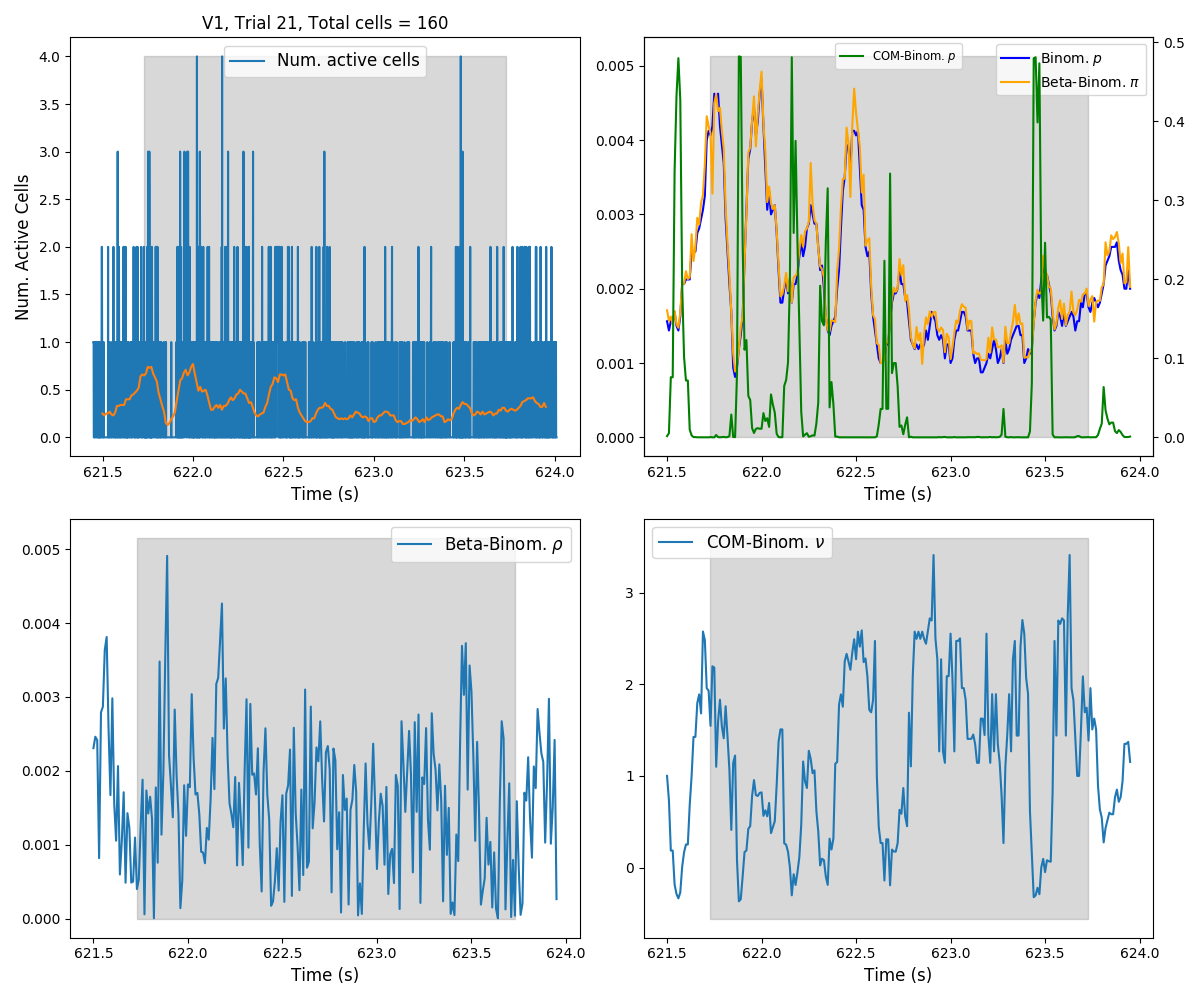 V1, Trial 21, Total cells = 160
Num. active cells
Num. Active Cells
4.0
3.5
3.0
2.5
2.0
1.5
1.0
0.5
0.0
621.5 622.0 622.5 623.0 623.5 624.0
Time (s)
COM-Binom. p
Binom. p
Beta-Binom. π
0.005
0.004
0.003
0.002
0.001
0.000
0.5
0.4
0.3
0.2
0.1
0.0
621.5 622.0 622.5 623.0 623.5 624.0
Time (s)
Beta-Binom. ρ
0.005
0.004
0.003
0.002
0.001
0.000
621.5 622.0 622.5 623.0 623.5 624.0
Time (s)
COM-Binom. ν
3
2
1
0
621.5 622.0 622.5 623.0 623.5 624.0
Time (s)